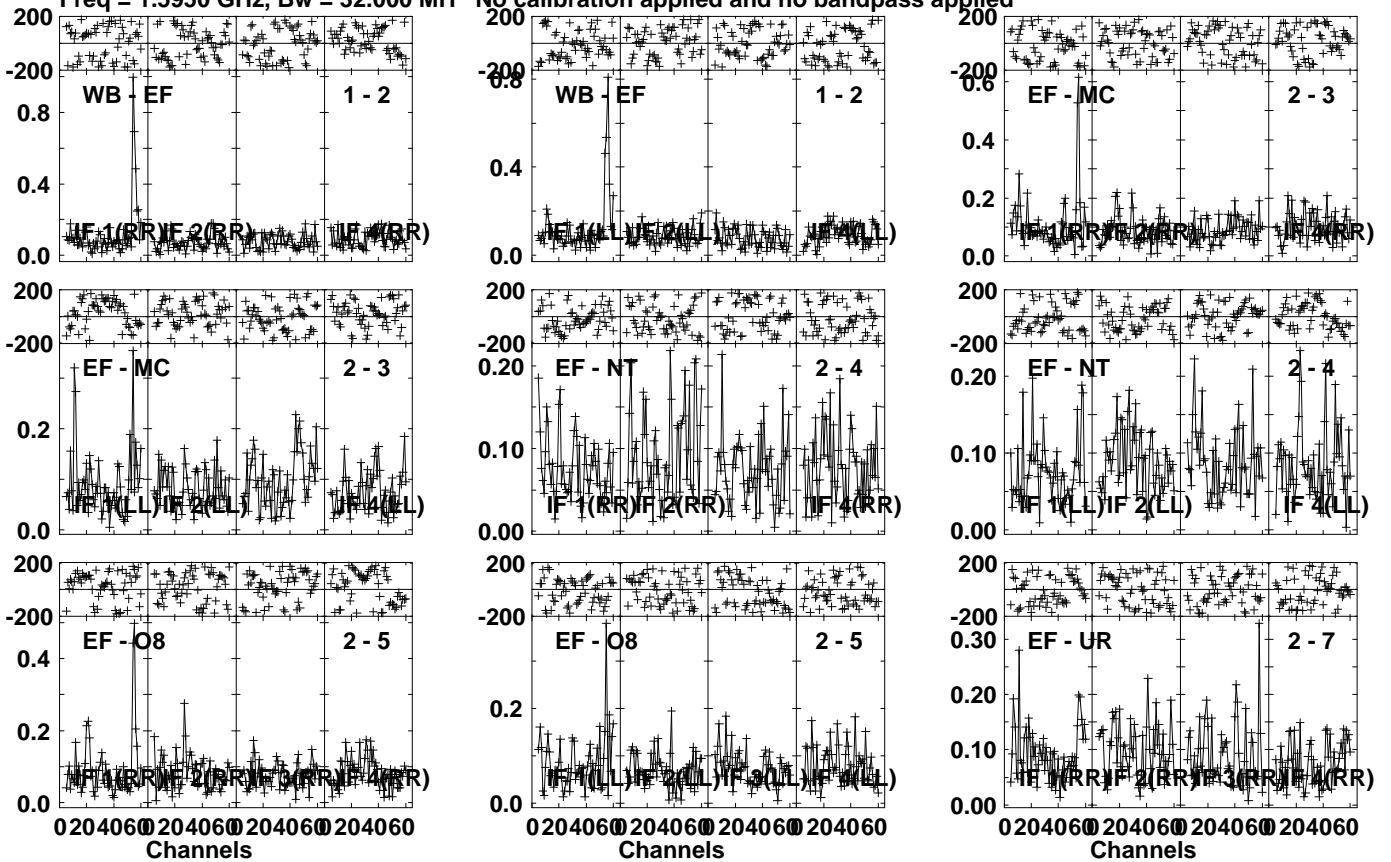 Freq = 1.5950 GHz, Bw = 32.000 MH No calibration applied and no bandpass applied
200 200 200
-200 -200 -200
WB - EF 1 - 2 WB - EF 1 - 2 EF - MC 2 - 3
0.8 0.8 0.6
0.4 0.4 0.4
0.2
IF 1(RR) IF 2(RR) IF 4(RR) IF 1(LL) IF 2(LL) IF 4(LL) IF 1(RR) IF 2(RR) IF 4(RR)
0.0 0.0 0.0
200 200 200
-200 -200 -200
EF - MC 2 - 3 EF - NT 2 - 4 EF - NT 2 - 4
0.20 0.20
0.2 0.10 0.10
IF 1(LL) IF 2(LL) IF 4(LL) IF 1(RR) IF 2(RR) IF 4(RR) IF 1(LL) IF 2(LL) IF 4(LL)
0.0 0.00 0.00
200 200 200
-200 -200 -200
EF - O8 2 - 5 EF - O8 2 - 5 EF - UR 2 - 7
0.4 0.30
0.2 0.2 0.20
0.10
IF 1(RR) IF 2(RR) IF 3(RR) IF 4(RR) IF 1(LL) IF 2(LL) IF 3(LL) IF 4(LL) IF 1(RR) IF 2(RR) IF 3(RR) IF 4(RR)
0.0 0.0 0.00
0 20 40 60 0 20 40 60 0 20 40 60 0 20 40 60 0 20 40 60 0 20 40 60 0 20 40 60 0 20 40 60 0 20 40 60 0 20 40 60 0 20 40 60 0 20 40 60
Channels Channels Channels